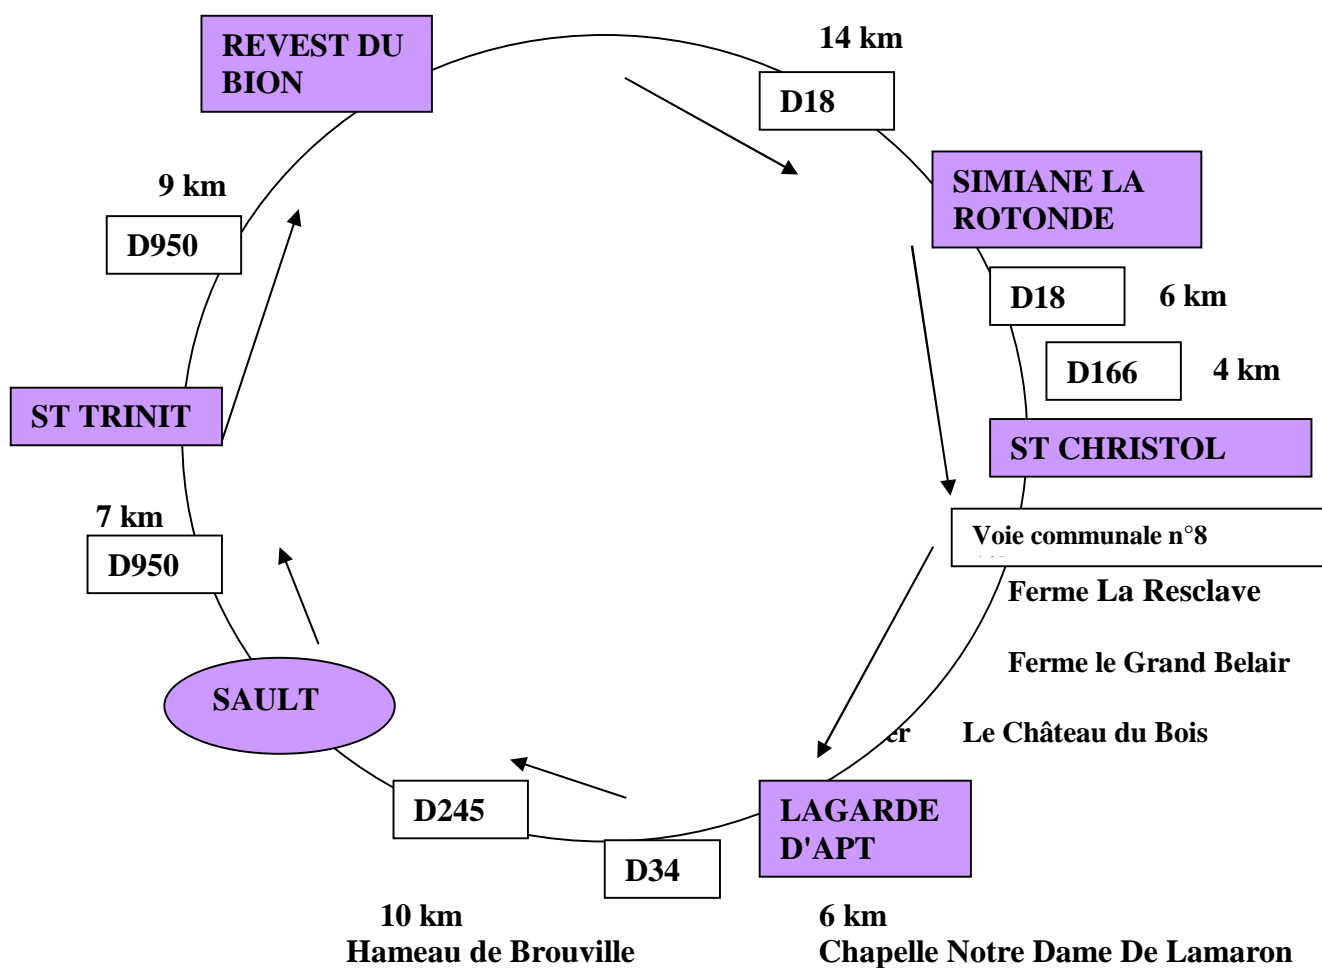 REVEST DU
BION
14 km
D18
SIMIANE LA
ROTONDE
9 km
D950
D18
6 km
D166
4 km
ST TRINIT
ST CHRISTOL
7 km
D950
Voie communale n°8
Ferme La Resclave
Ferme le Grand Belair
SAULT
er
Le Château du Bois
D245
LAGARDE
D'APT
D34
10 km
Hameau de Brouville
6 km
Chapelle Notre Dame De Lamaron